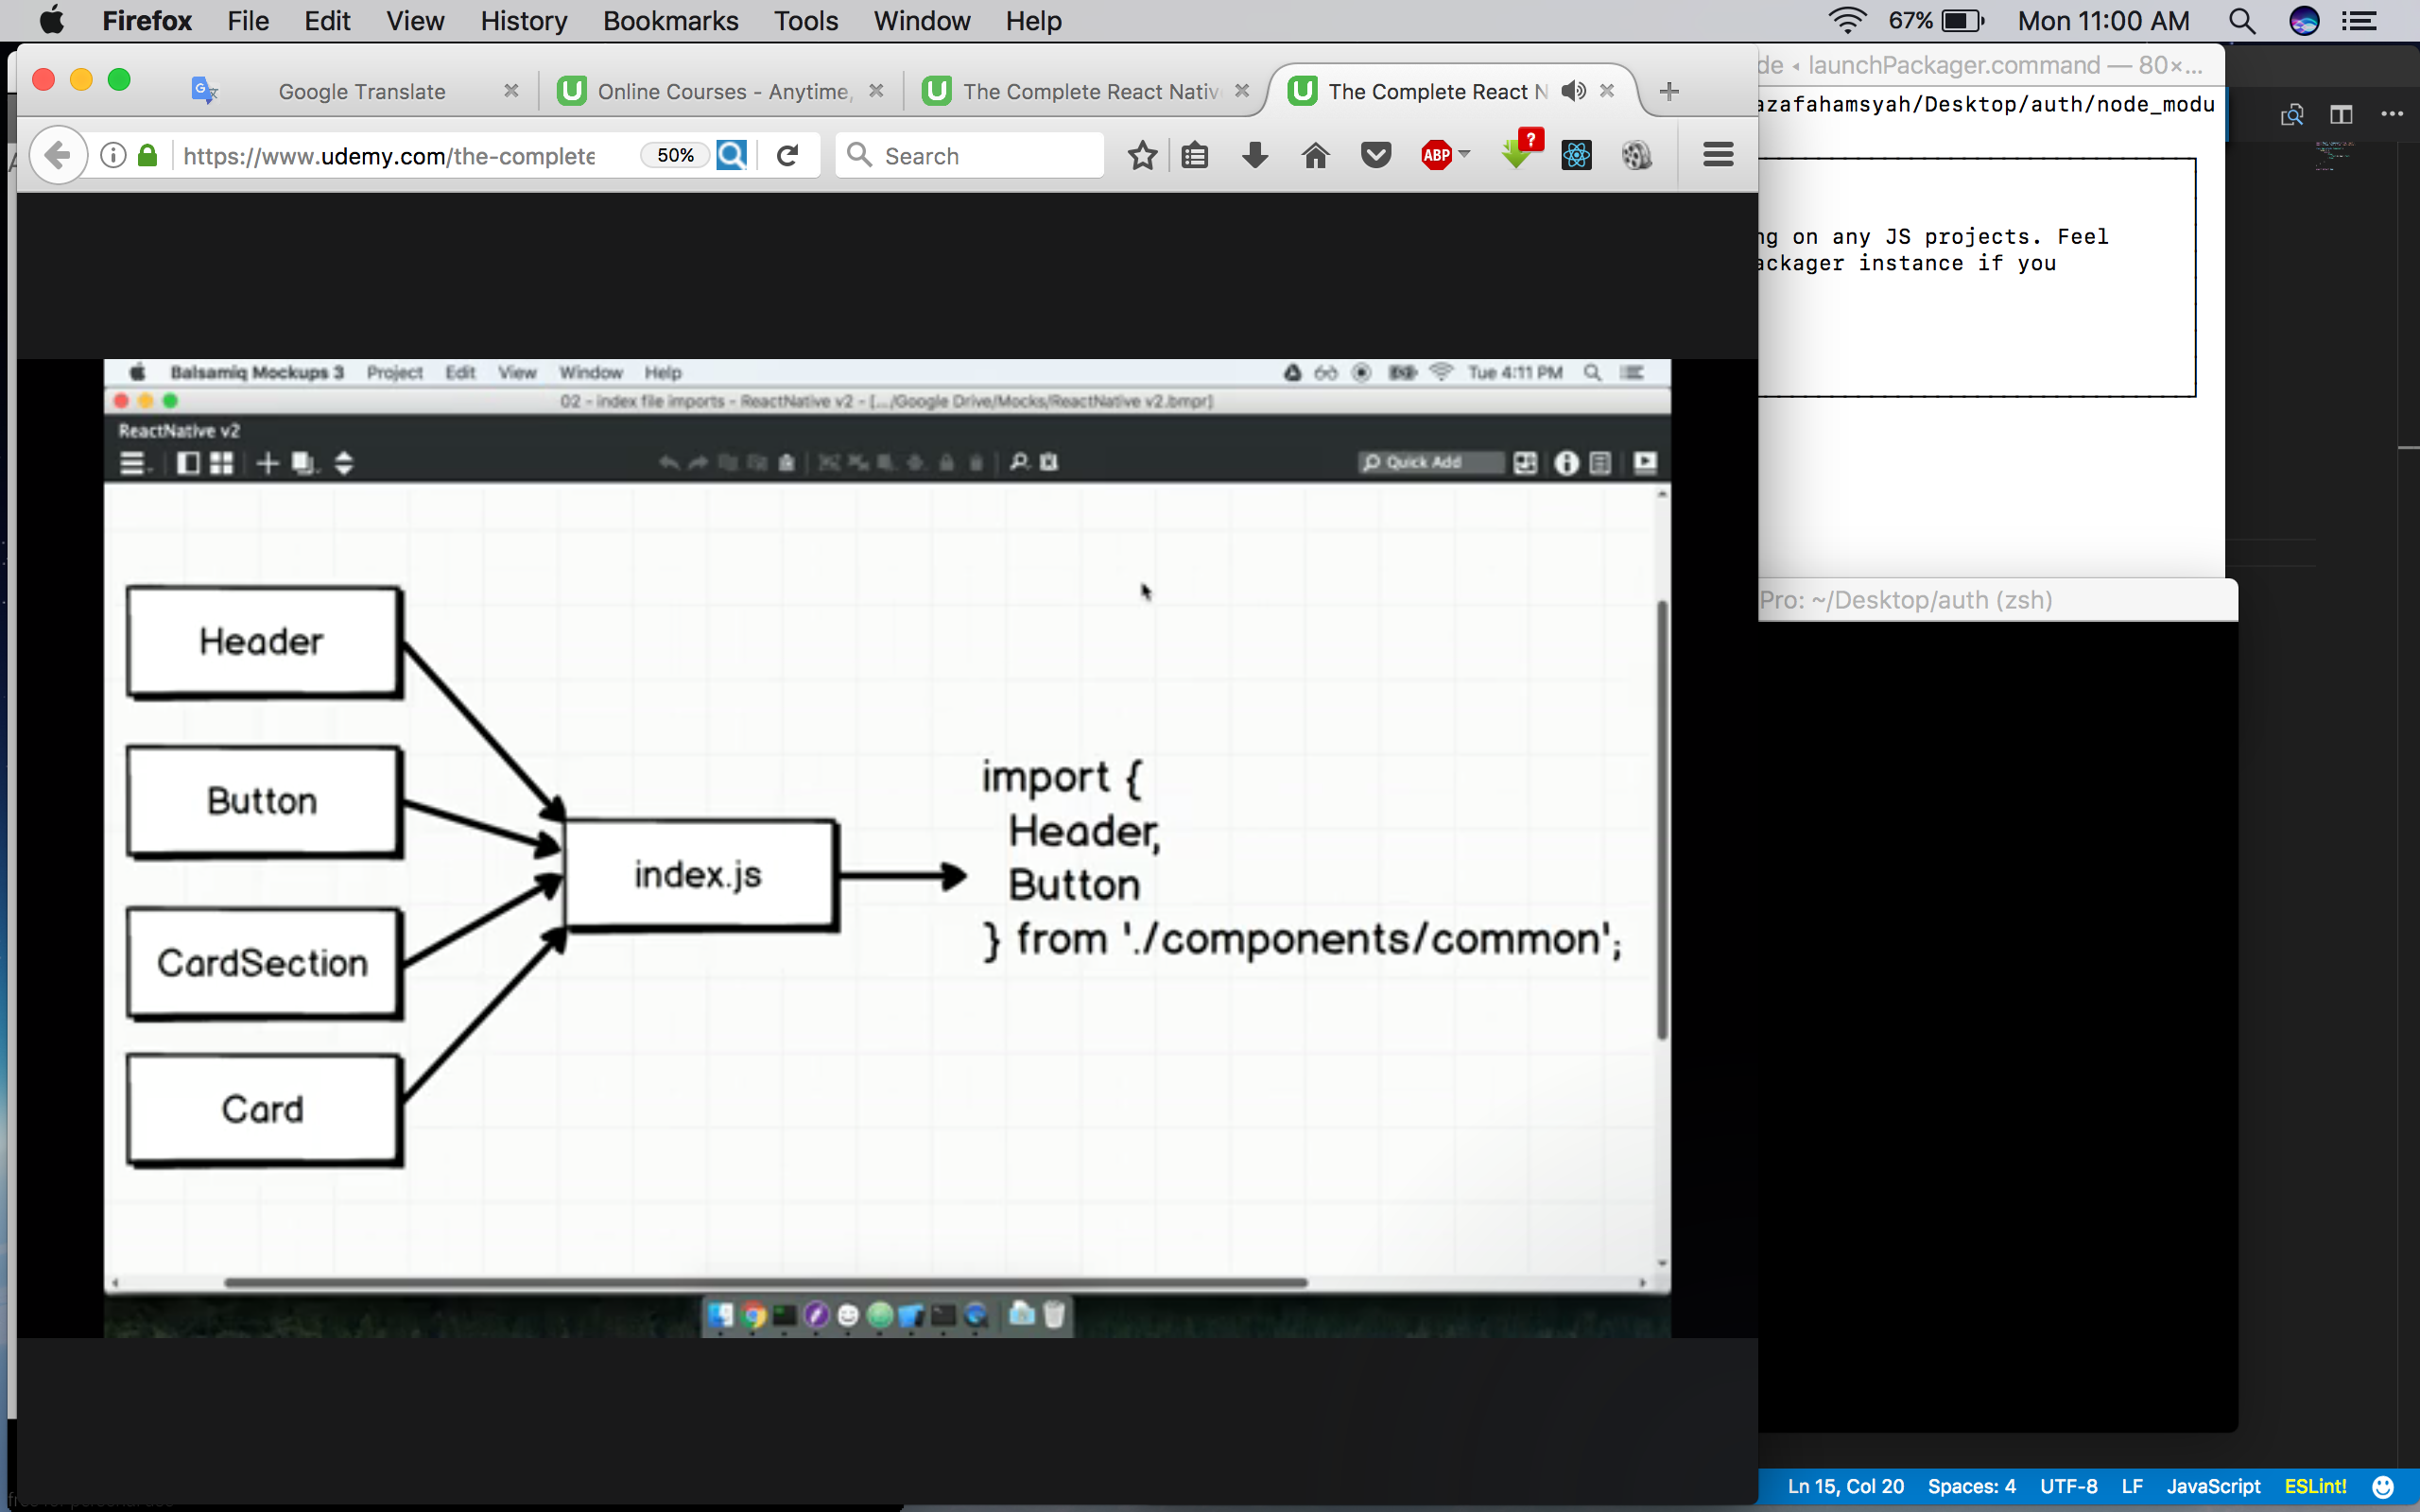 Firefox File Edit View History Bookmarks Tools Window Help 67% Mon 11:00 AM
Google Translate
Online Courses - Anytime,
The Complete React Nativ
The Complete React N
https://www.udemy.com/the-complete 50% Search ABP ?
de ◂ launchPackager.command — 80×...
azafahamsyah/Desktop/auth/node_modu
ng on any JS projects. Feel
ackager instance if you
Pro: ~/Desktop/auth (zsh)
Balsamiq Mockups 3 Project Edit View Window Help Tue 4:11 PM
02 - index file imports - ReactNative v2 - [.../Google Drive/Mocks/ReactNative v2.bmpr]
ReactNative v2
Quick Add
Header
Button
CardSection
Card
index.js
import {
Header,
Button
} from './components/common';
Ln 15, Col 20 Spaces: 4 UTF-8 LF JavaScript ESLint!